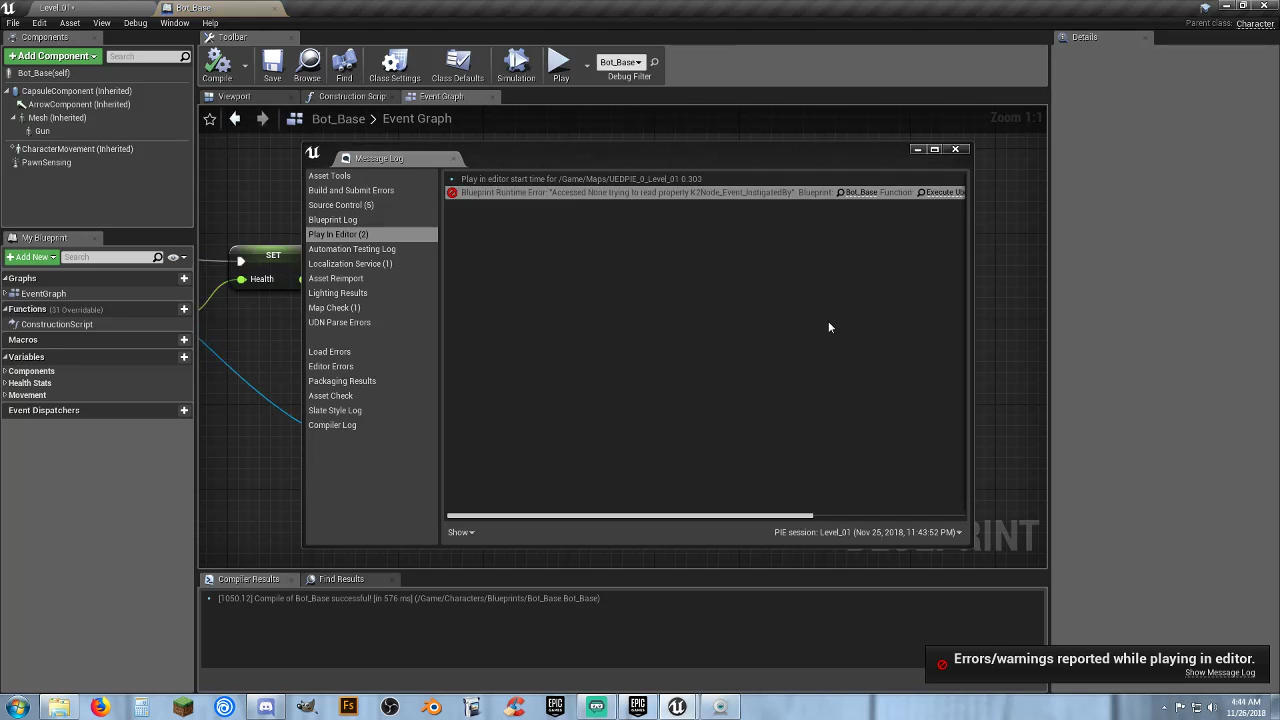 Level_01*
Bot_Base
File Edit Asset View Debug Window Help
Parent class: Character
Components
Toolbar
Details
+ Add Component
Search
Bot_Base(self)
Compile
Save
Browse
Find
Class Settings
Class Defaults
Simulation
Play
Bot_Base
Debug Filter
CapsuleComponent (Inherited)
ArrowComponent (Inherited)
Mesh (Inherited)
Gun
CharacterMovement (Inherited)
PawnSensing
Viewport
Construction Scrip
Event Graph
Bot_Base > Event Graph
Zoom 1:1
Message Log
Asset Tools
Build and Submit Errors
Source Control (5)
Blueprint Log
Play In Editor (2)
Automation Testing Log
Localization Service (1)
Asset Reimport
Lighting Results
Map Check (1)
UDN Parse Errors
Load Errors
Editor Errors
Packaging Results
Asset Check
Slate Style Log
Compiler Log
Play in editor start time for /Game/Maps/UEDPIE_0_Level_01 0.303
Blueprint Runtime Error: "Accessed None trying to read property K2Node_Event_InstigatedBy". Blueprint: Bot_Base Function: Execute Ub
Show
PIE session: Level_01 (Nov 25, 2018, 11:43:52 PM)
My Blueprint
+ Add New
Search
Graphs
EventGraph
Functions (31 Overridable)
ConstructionScript
Macros
Variables
Components
Health Stats
Movement
Event Dispatchers
SET
Health
Compiler Results
Find Results
[1050.12] Compile of Bot_Base successful! [in 576 ms] (/Game/Characters/Blueprints/Bot_Base Bot_Base)
Errors/warnings reported while playing in editor.
Show Message Log
4:44 AM
11/26/2018